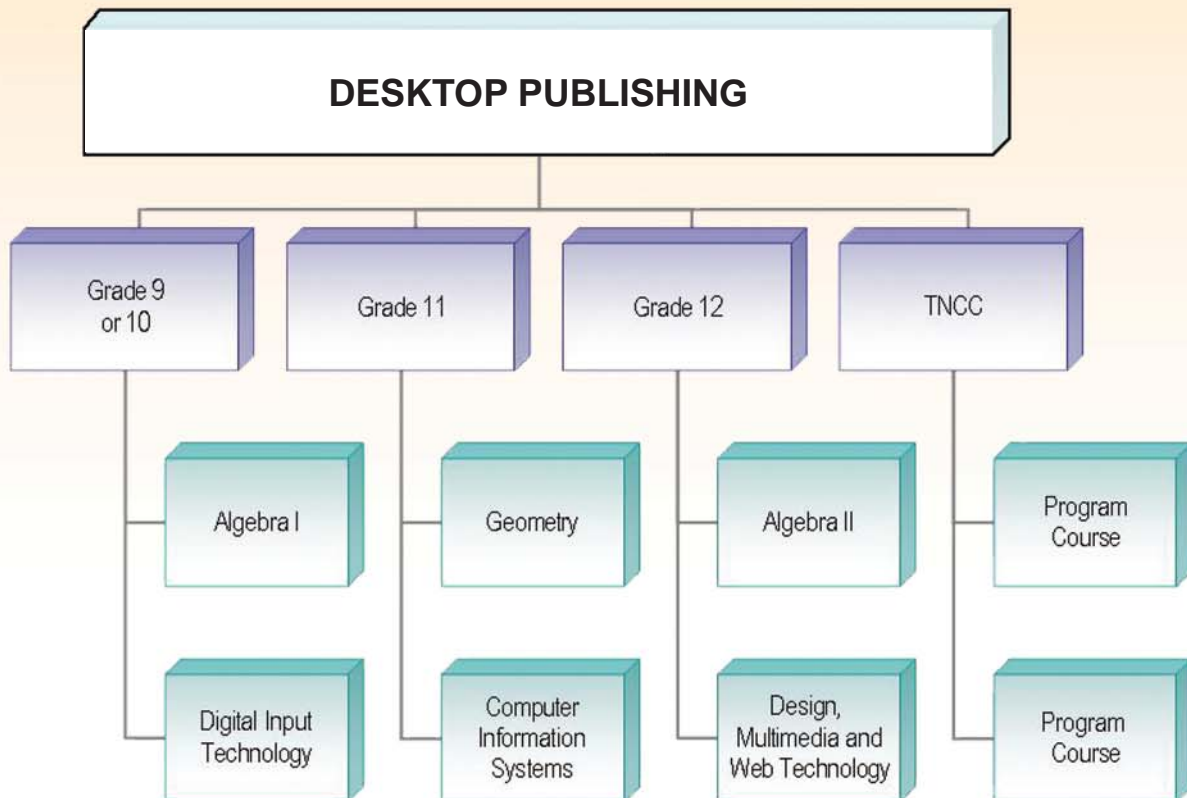 DESKTOP PUBLISHING
Grade 9
or 10
Grade 11
Grade 12
TNCC
Algebra I
Geometry
Algebra II
Program
Course
Digital Input
Technology
Computer
Information
Systems
Design,
Multimedia and
Web Technology
Program
Course